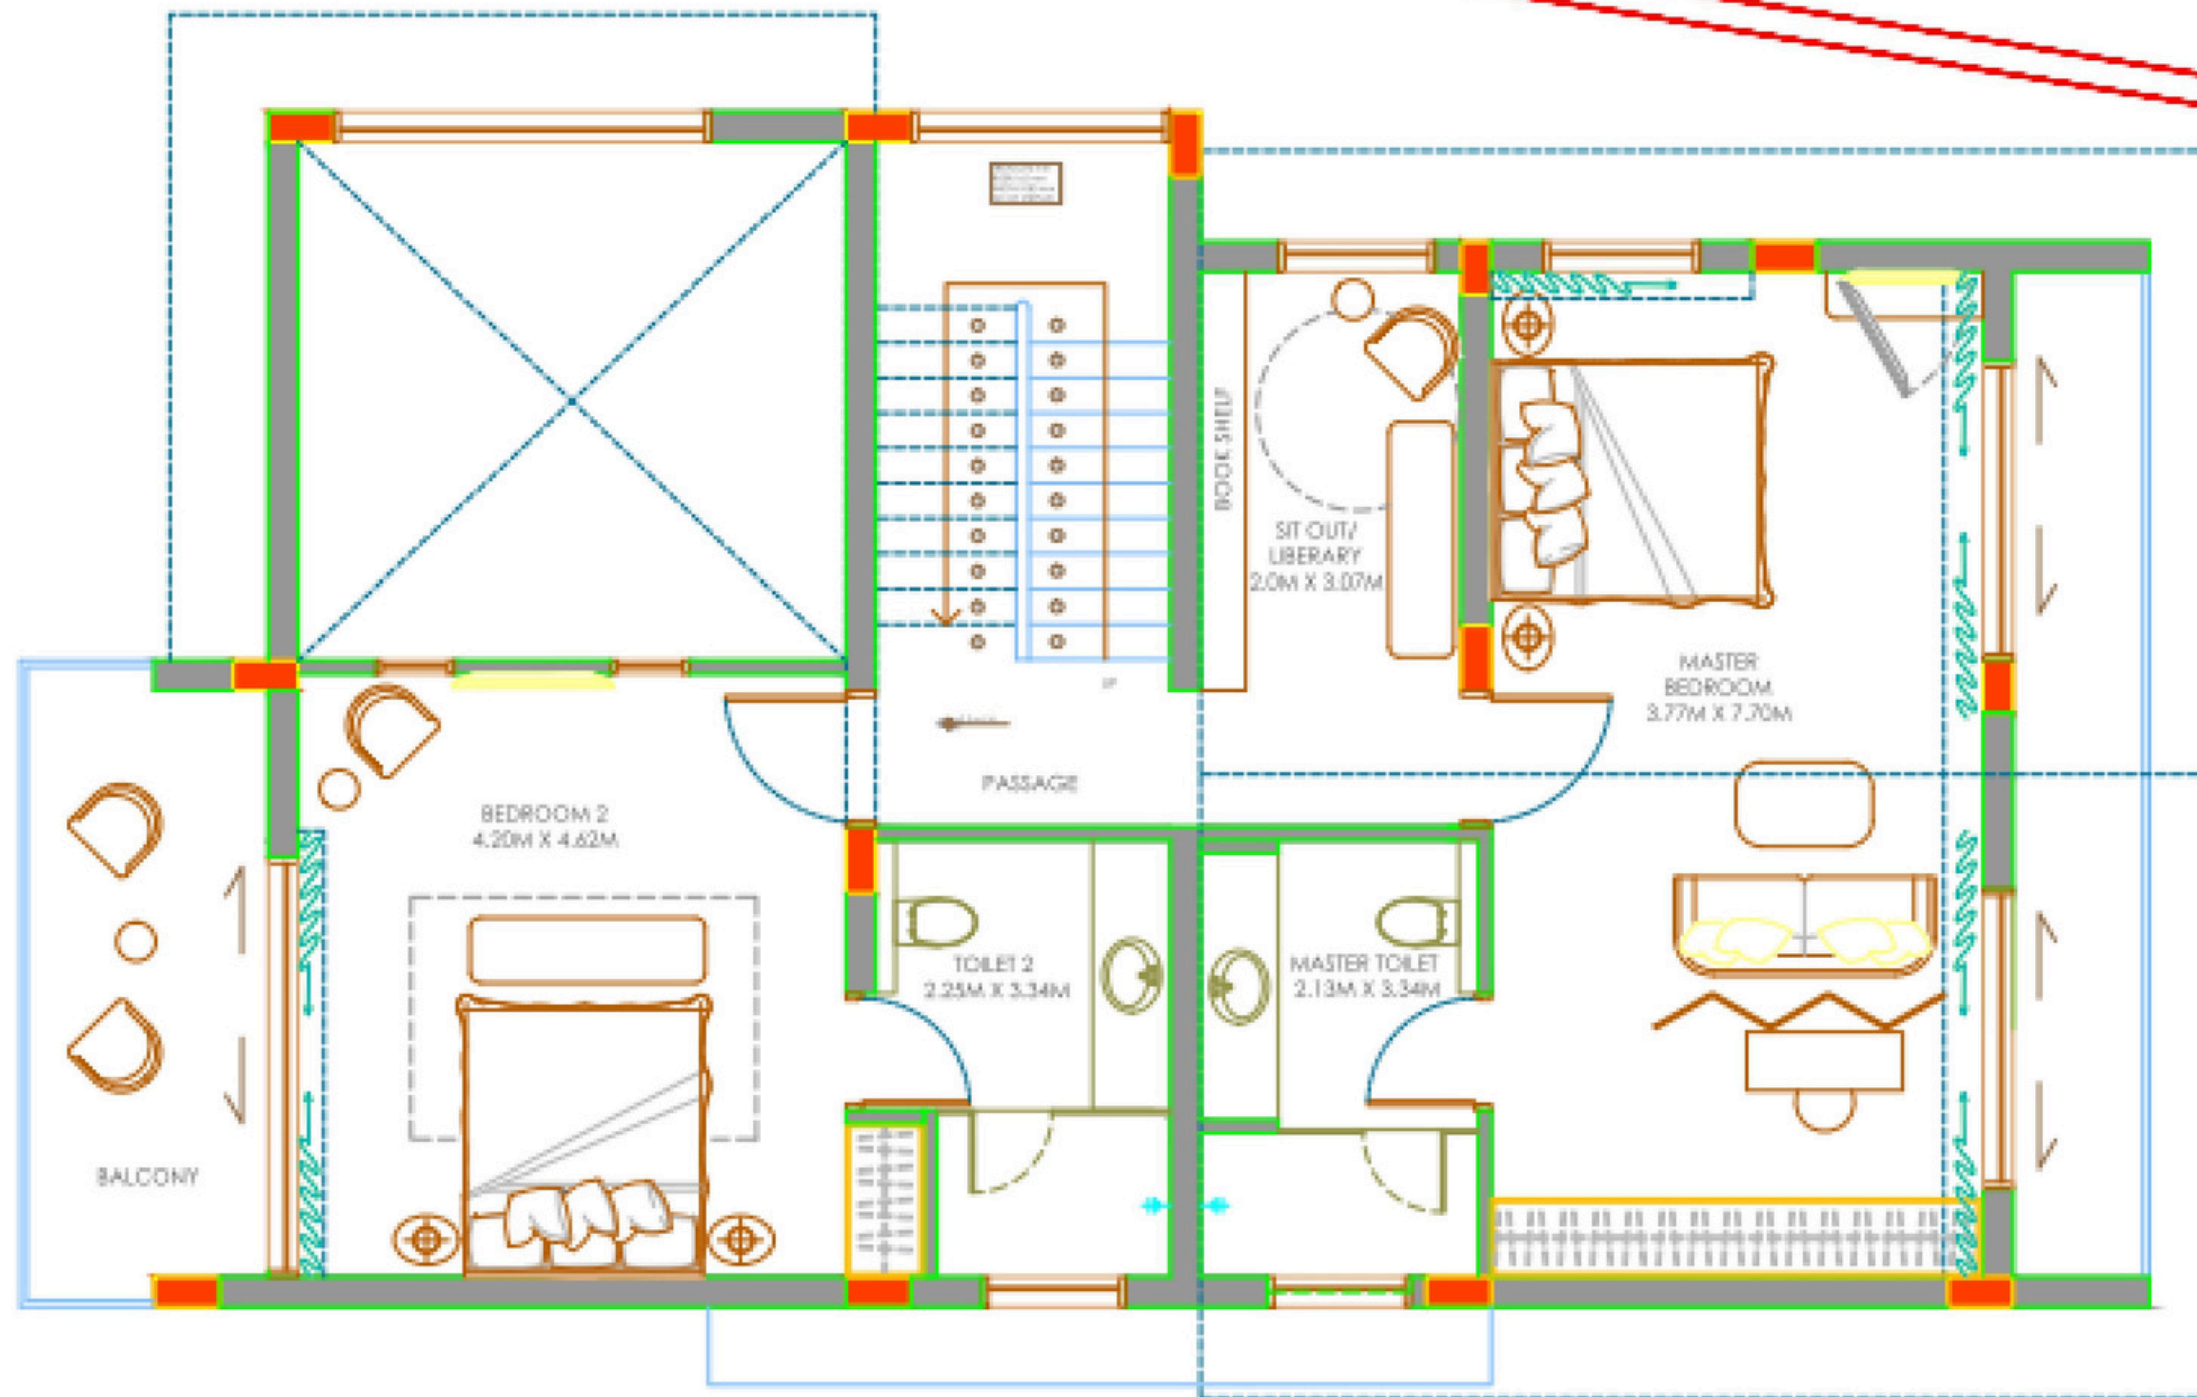 BOOK SHELF
SIT OUT/
LIBERARY
2.0M X 3.07M
MASTER
BEDROOM
3.77M X 7.70M
UP
PASSAGE
BEDROOM 2
4.20M X 4.62M
TOILET 2
2.25M X 3.34M
MASTER TOILET
2.13M X 3.34M
BALCONY